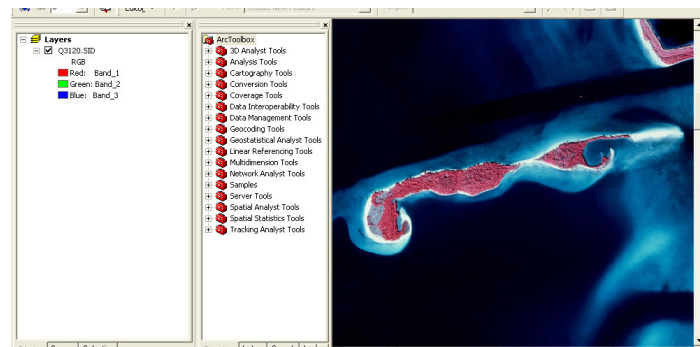 Layers
Q3120.SID
RGB
Red: Band_1
Green: Band_2
Blue: Band_3
ArcToolbox
3D Analyst Tools
Analysis Tools
Cartography Tools
Conversion Tools
Coverage Tools
Data Interoperability Tools
Data Management Tools
Geocoding Tools
Geostatistical Analyst Tools
Linear Referencing Tools
Multidimension Tools
Network Analyst Tools
Samples
Server Tools
Spatial Analyst Tools
Spatial Statistics Tools
Tracking Analyst Tools